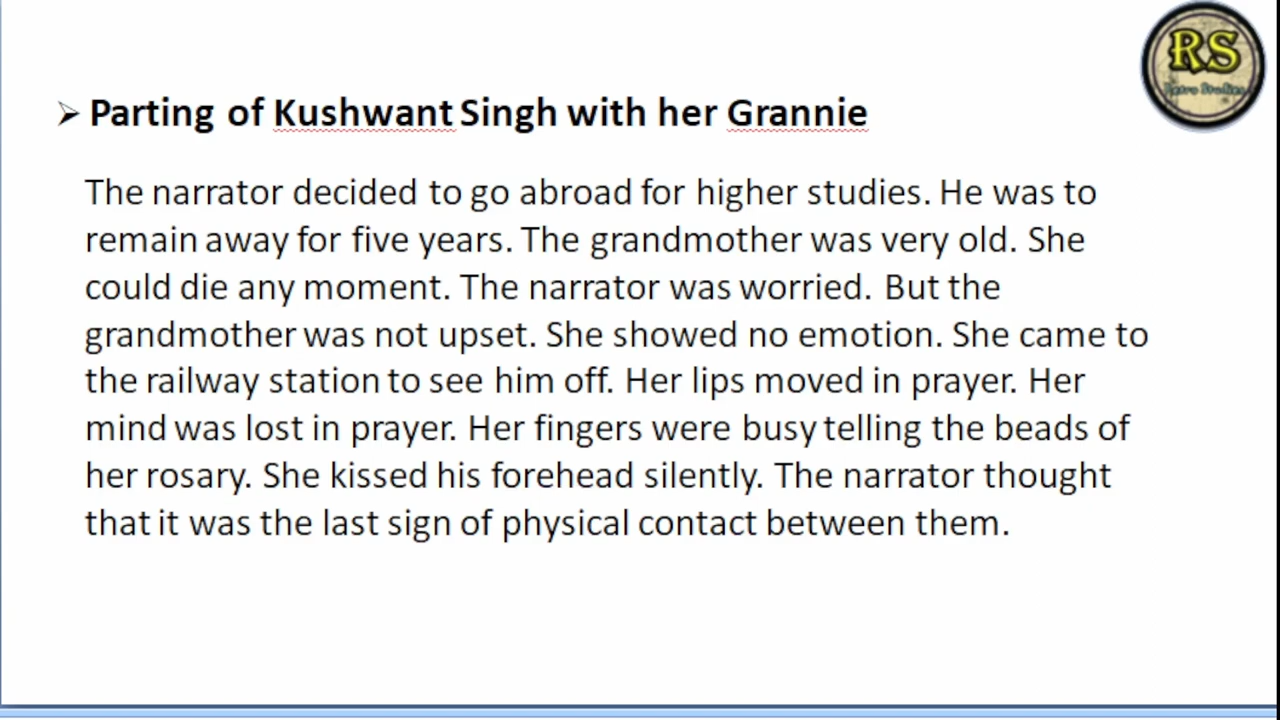 RS
Retro Studies
➢ Parting of Kushwant Singh with her Grannie
The narrator decided to go abroad for higher studies. He was to
remain away for five years. The grandmother was very old. She
could die any moment. The narrator was worried. But the
grandmother was not upset. She showed no emotion. She came to
the railway station to see him off. Her lips moved in prayer. Her
mind was lost in prayer. Her fingers were busy telling the beads of
her rosary. She kissed his forehead silently. The narrator thought
that it was the last sign of physical contact between them.